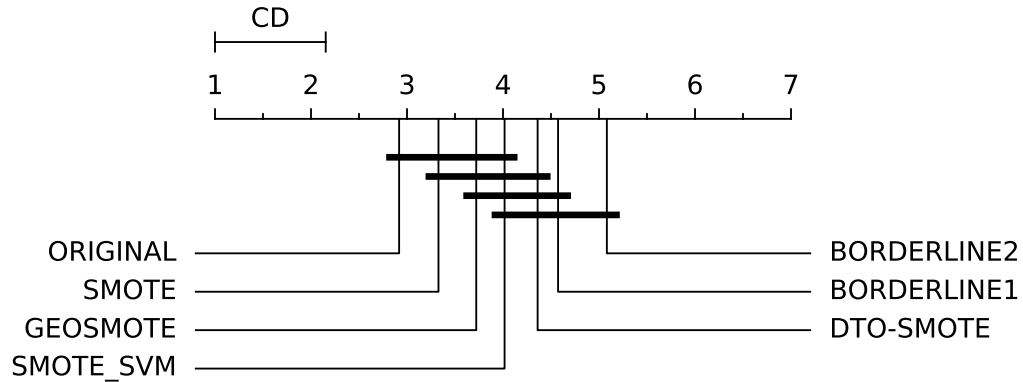 CD
1 2 3 4 5 6 7
ORIGINAL BORDERLINE2
SMOTE BORDERLINE1
GEOSMOTE DTO-SMOTE
SMOTE_SVM